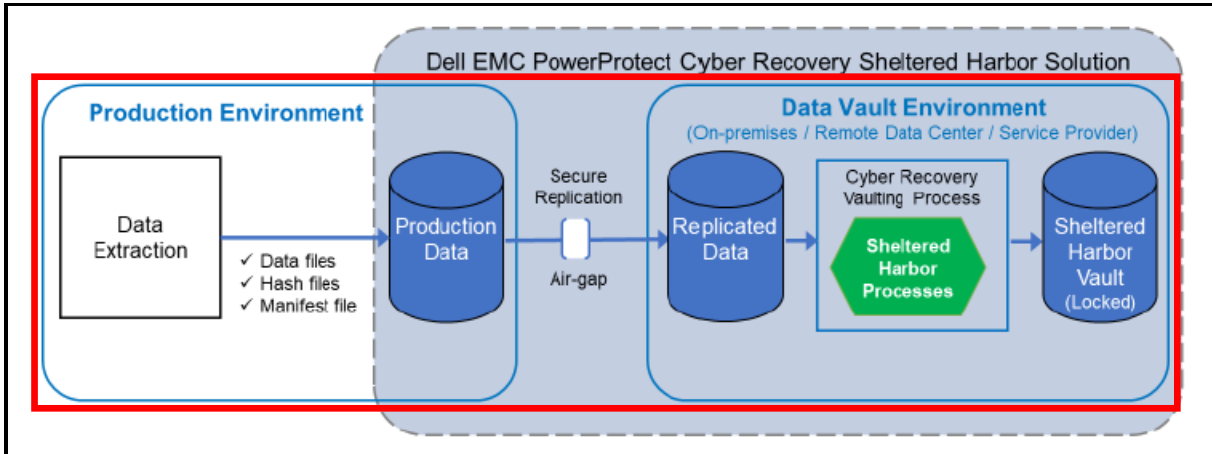 Dell EMC PowerProtect Cyber Recovery Sheltered Harbor Solution
Production Environment
Data
Extraction
✓ Data files
✓ Hash files
✓ Manifest file
Production
Data
Secure
Replication
Air-gap
Data Vault Environment
(On-premises / Remote Data Center / Service Provider)
Replicated
Data
Cyber Recovery
Vaulting Process
Sheltered
Harbor
Processes
Sheltered
Harbor
Vault
(Locked)